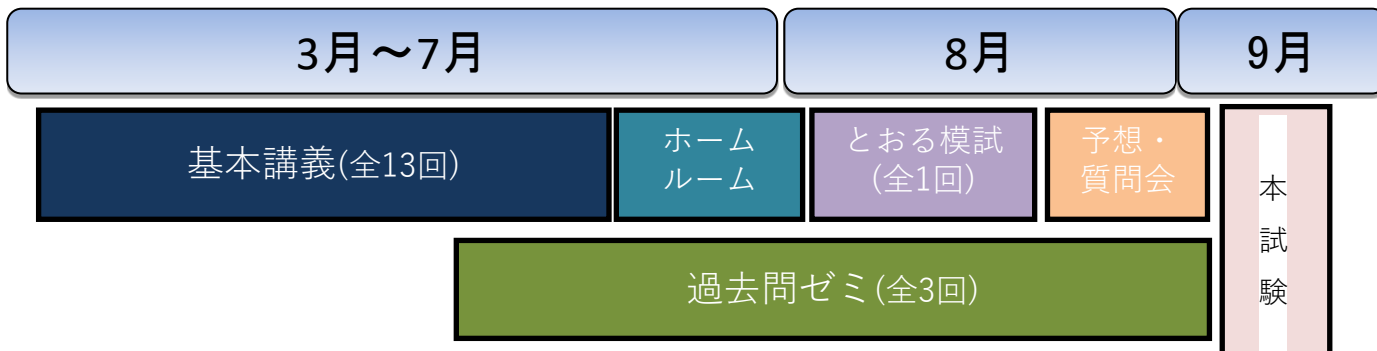 3月～7月
8月
9月
基本講義(全13回)
ホーム
ルーム
とおる模試
(全1回)
予想・
質問会
本
試
験
過去問ゼミ(全3回)